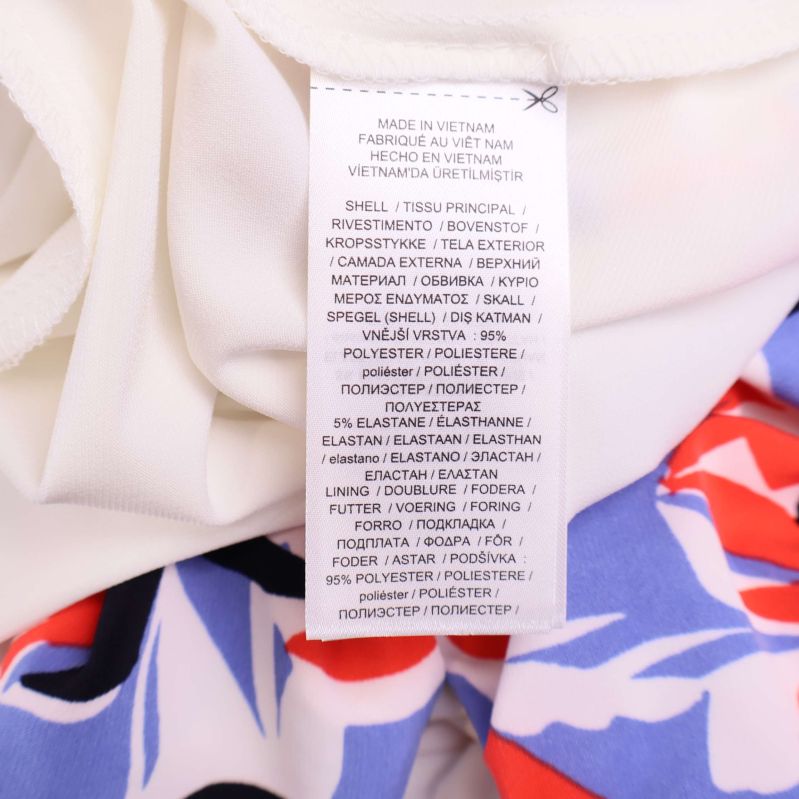 MADE IN VIETNAM
FABRIQUÉ AU VIÊT NAM
HECHO EN VIETNAM
VİETNAM'DA ÜRETİLMİŞTİR
SHELL / TISSU PRINCIPAL /
RIVESTIMENTO / BOVENSTOF /
KROPSSTYKKE / TELA EXTERIOR
/ CAMADA EXTERNA / ВЕРХНИЙ
МАТЕРИАЛ / ОБВИВКА / ΚΥΡΙΟ
ΜΕΡΟΣ ΕΝΔΥΜΑΤΟΣ / SKALL /
SPEGEL (SHELL) / DIŞ KATMAN /
VNĚJŠÍ VRSTVA : 95%
POLYESTER / POLIESTERE /
poliéster / POLIÉSTER /
ПОЛИЭСТЕР / ПОЛИЕСТЕР /
ΠΟΛΥΕΣΤΕΡΑΣ
5% ELASTANE / ÉLASTHANNE /
ELASTAN / ELASTAAN / ELASTHAN
/ elastano / ELASTANO / ЭЛАСТАН /
ЕЛАСТАН / ΕΛΑΣΤΑΝ
LINING / DOUBLURE / FODERA /
FUTTER / VOERING / FORING /
FORRO / ПОДКЛАДКА /
ПОДПЛАТА / ΦΟΔΡΑ / FÔR /
FODER / ASTAR / PODŠÍVKA :
95% POLYESTER / POLIESTERE /
poliéster / POLIÉSTER /
ПОЛИЭСТЕР / ПОЛИЕСТЕР /